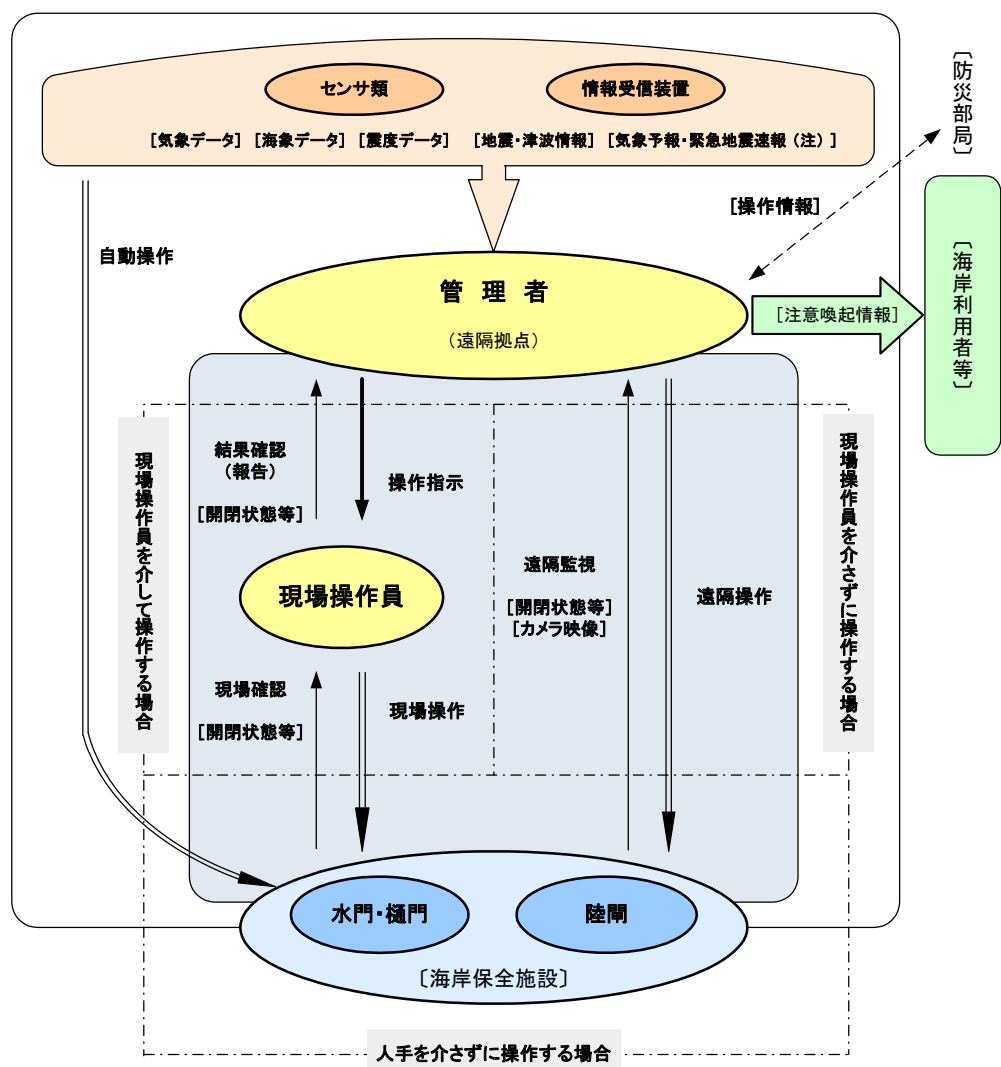 センサ類
情報受信装置
[気象データ] [海象データ] [震度データ] [地震・津波情報] [気象予報・緊急地震速報（注）]
〔防災部局〕
[操作情報]
自動操作
管 理 者
（遠隔拠点）
[注意喚起情報]
〔海岸利用者等〕
現場操作員を介して操作する場合
結果確認
（報告）
[開閉状態等]
操作指示
現場操作員
現場確認
[開閉状態等]
現場操作
遠隔監視
[開閉状態等]
[カメラ映像]
遠隔操作
現場操作員を介さずに操作する場合
水門・樋門
陸閘
〔海岸保全施設〕
人手を介さずに操作する場合